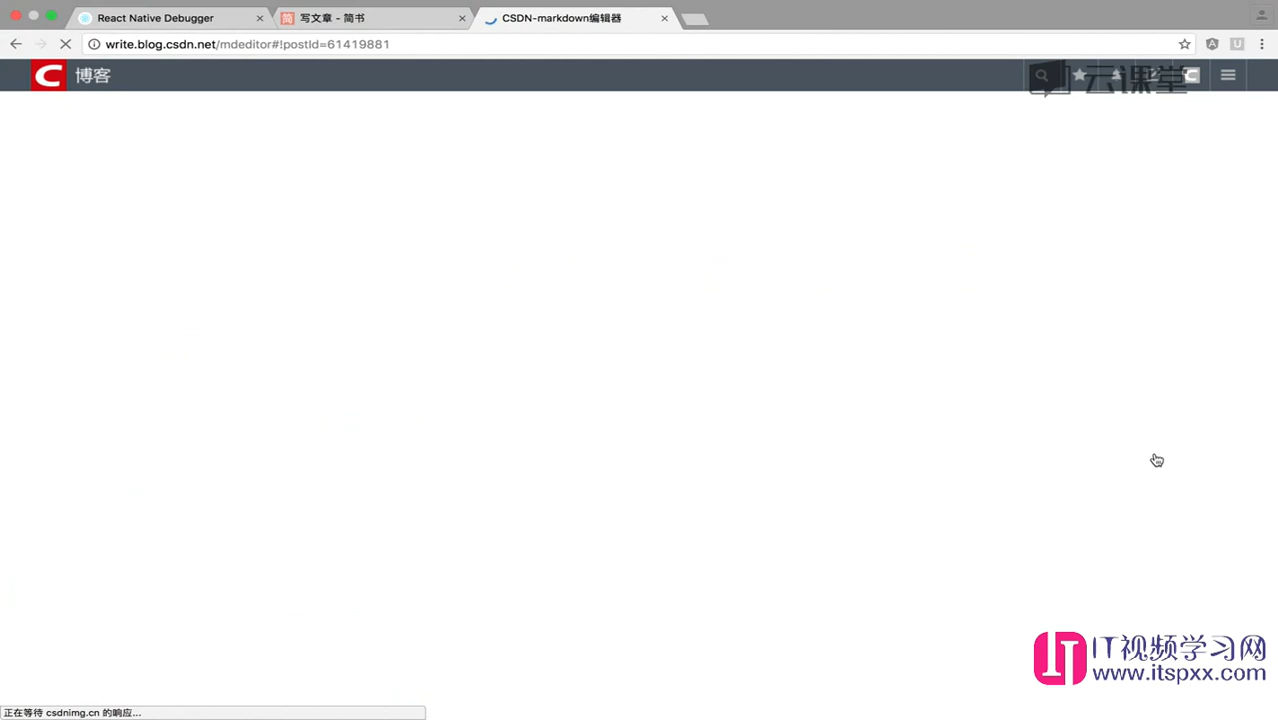 React Native Debugger
写文章 - 简书
CSDN-markdown编辑器
write.blog.csdn.net/mdeditor#!postId=61419881
C 博客
云课堂
C
简
IT视频学习网
www.itspxx.com
正在等待 csdnimg.cn 的响应...